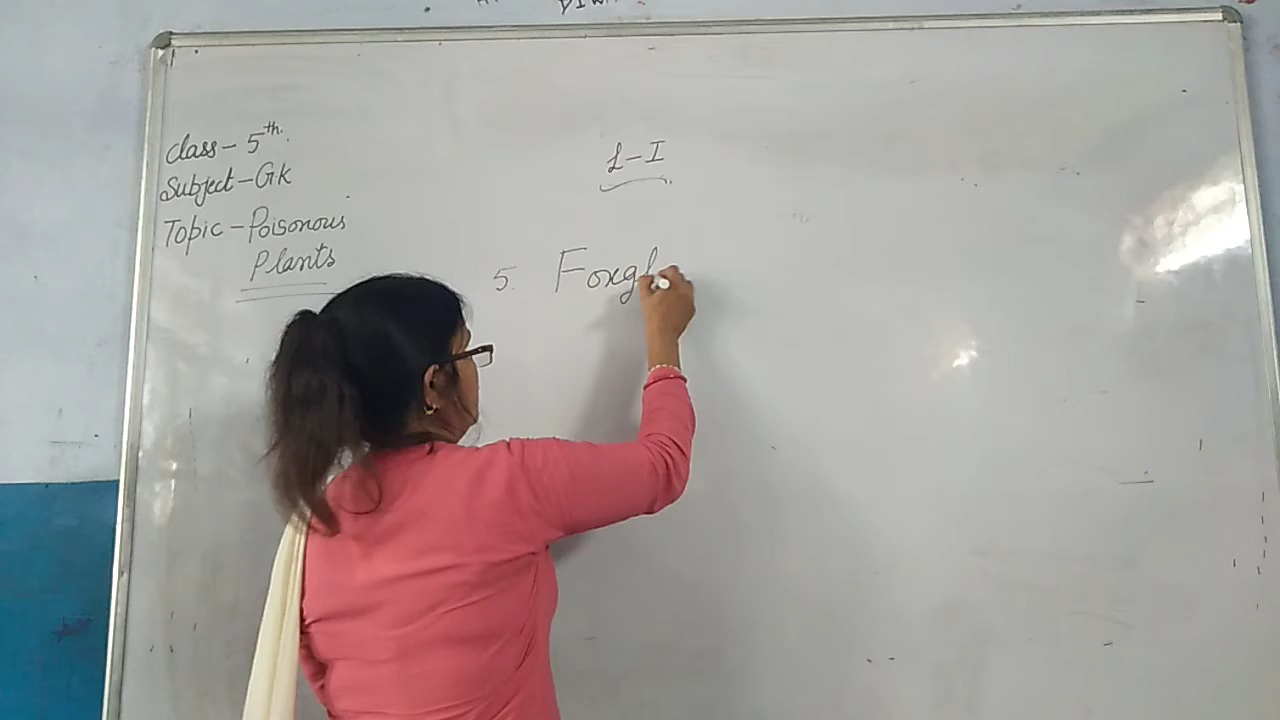 Class - 5th.
Subject - GK
Topic - Poisonous
Plants
L-I
5. Foxgl